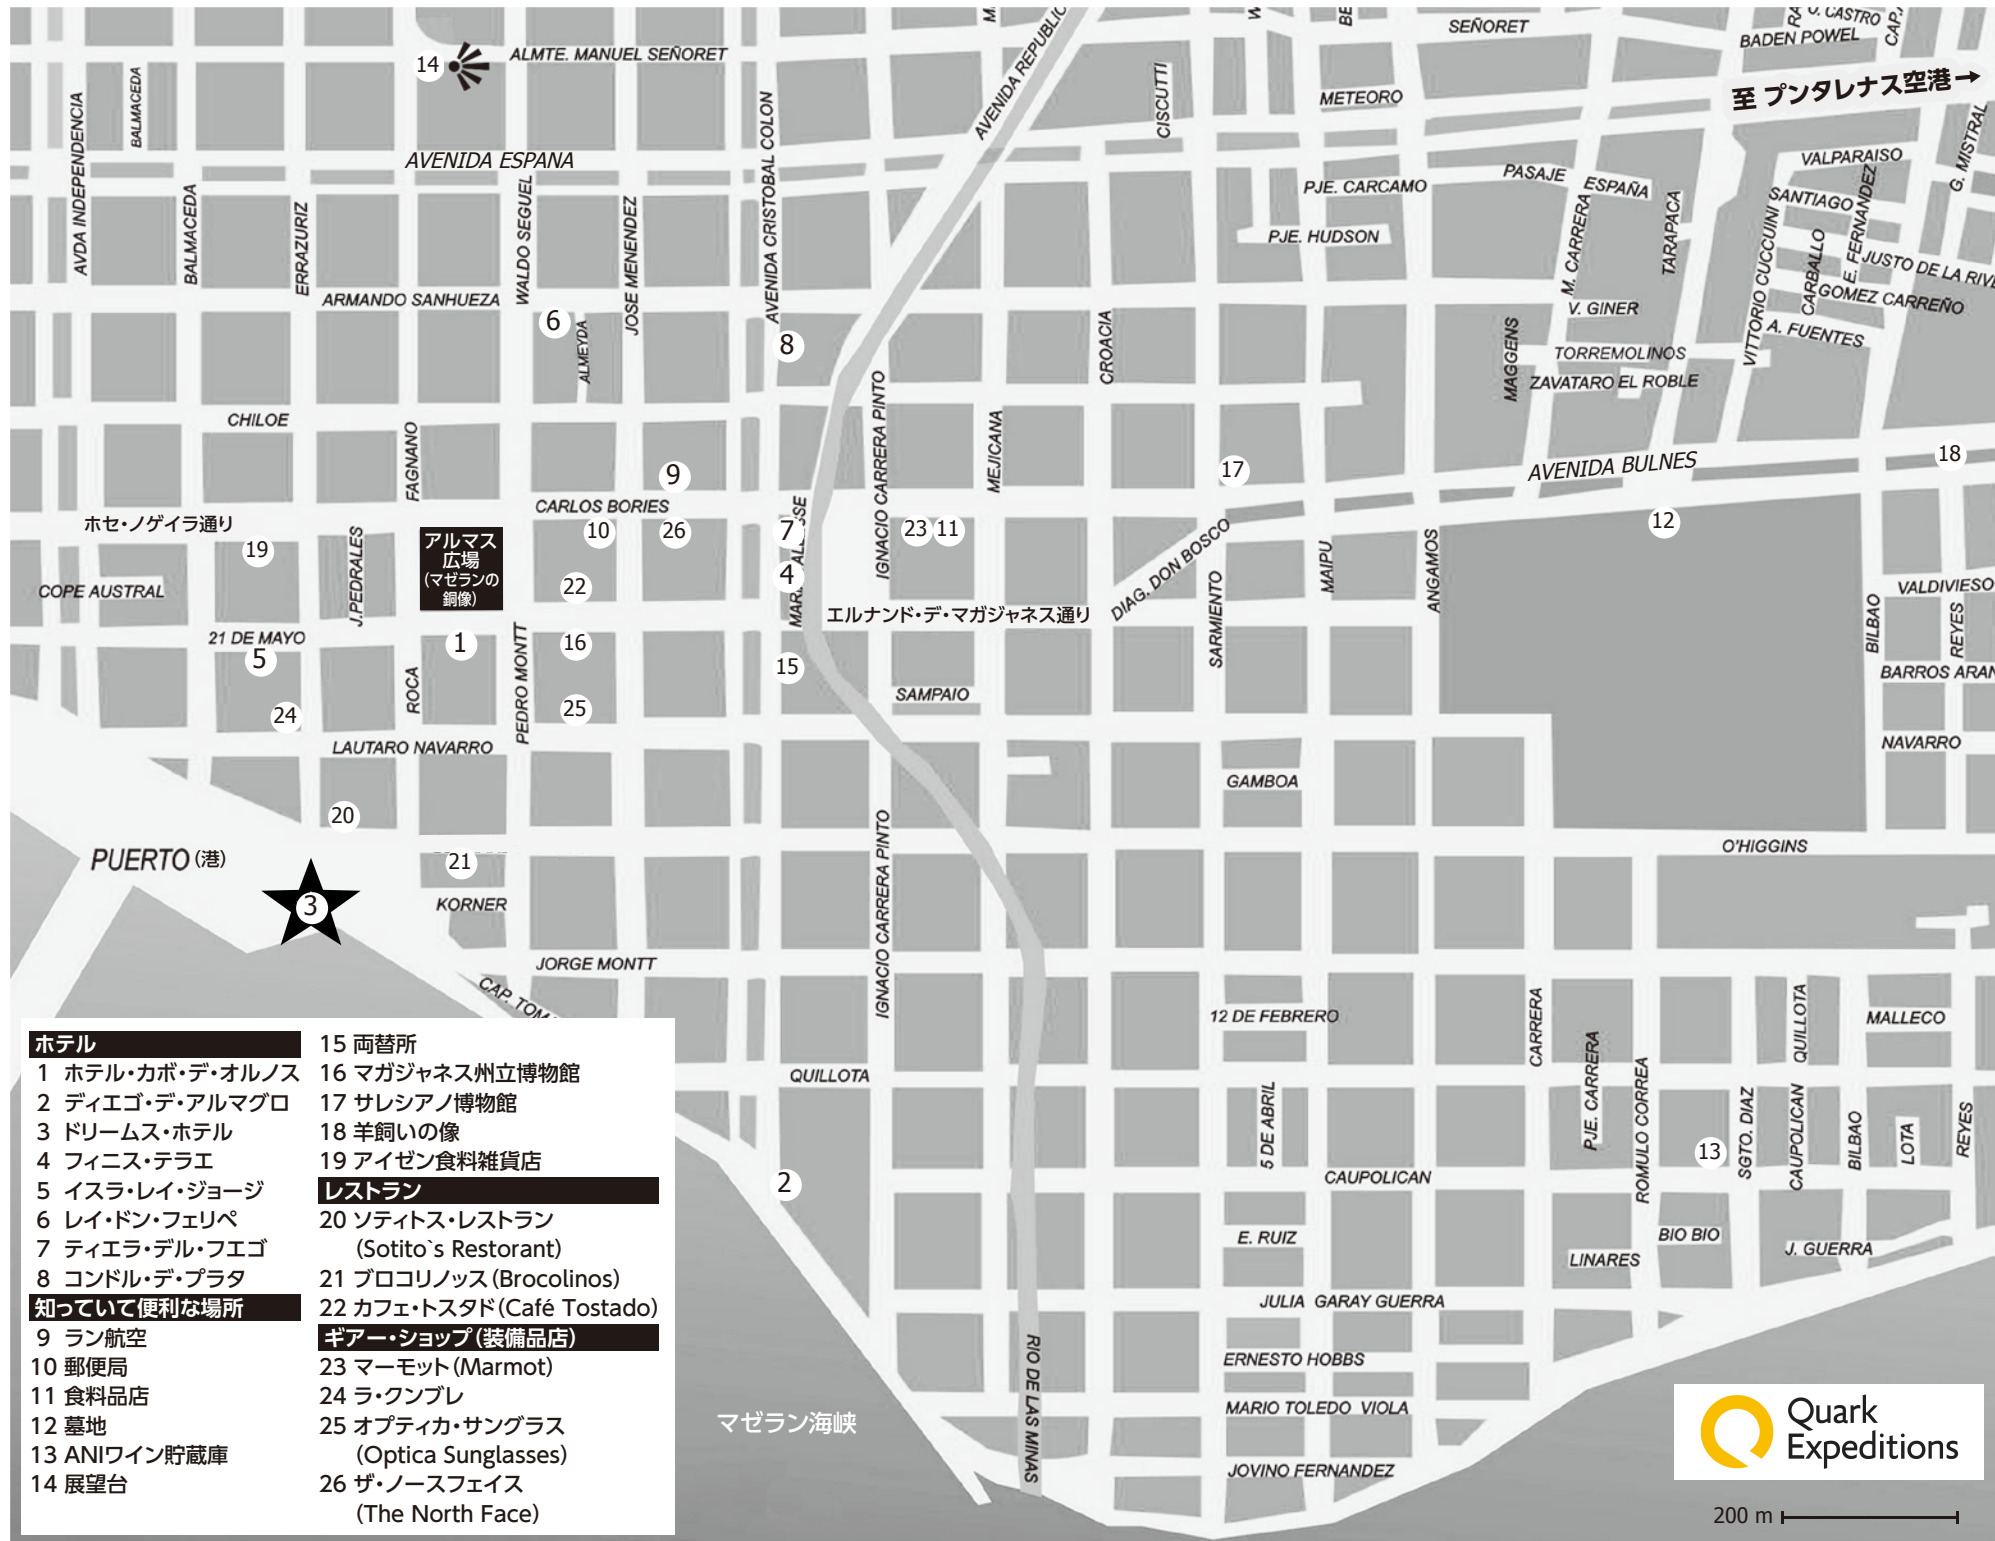 SEÑORET
BADEN POWEL
ALMTE. MANUEL SEÑORET
14
AVENIDA REPUBLIC
METEORO
CISCUTTI
至 プンタレナス空港→
AVDA INDEPENDENCIA
BALMACEDA
AVENIDA ESPANA
AVENIDA CRISTOBAL COLON
PJE. CARCAMO
PASAJE ESPAÑA
VALPARAISO
SANTIAGO
G. MISTRAL
E. FERNANDEZ
BALMACEDA
ERRAZURIZ
WALDO SEGUEL
JOSE MENENDEZ
PJE. HUDSON
M. CARRERA
TARAPACA
VITTORIO CUCCUINI
CARBALLO
JUSTO DE LA RIVE
GOMEZ CARREÑO
A. FUENTES
ARMANDO SANHUEZA
6
ALMEYDA
8
CROACIA
V. GINER
TORREMOLINOS
ZAVATARO EL ROBLE
MAGGENS
CHILOE
FAGNANO
IGNACIO CARRERA PINTO
MEJICANA
9
17
AVENIDA BULNES
18
CARLOS BORIES
ホセ・ノゲイラ通り
19
J.PEDRALES
アルマス
広場
(マゼランの
銅像)
10
26
7
23
11
12
COPE AUSTRAL
22
4
エルナンド・デ・マガジャネス通り
DIAG. DON BOSCO
SARMIENTO
MAIPU
ANGAMOS
BILBAO
VALDIVIESO
REYES
BARROS ARAN
21 DE MAYO
5
1
16
15
ROCA
PEDRO MONTT
SAMPAIO
24
25
LAUTARO NAVARRO
NAVARRO
GAMBOA
20
O'HIGGINS
PUERTO (港)
21
3
KORNER
IGNACIO CARRERA PINTO
JORGE MONTT
12 DE FEBRERO
CARRERA
PJE. CARRERA
ROMULO CORREA
QUILLOTA
MALLECO
QUILLOTA
5 DE ABRIL
SGTO. DIAZ
CAUPOLICAN
BILBAO
LOTA
REYES
13
2
CAUPOLICAN
E. RUIZ
LINARES
BIO BIO
J. GUERRA
JULIA GARAY GUERRA
ERNESTO HOBBS
MARIO TOLEDO VIOLA
JOVINO FERNANDEZ
RIO DE LAS MINAS
マゼラン海峡
ホテル
1 ホテル・カボ・デ・オルノス
2 ディエゴ・デ・アルマグロ
3 ドリームス・ホテル
4 フィニス・テラエ
5 イスラ・レイ・ジョージ
6 レイ・ドン・フェリペ
7 ティエラ・デル・フエゴ
8 コンドル・デ・プラタ
知っていて便利な場所
9 ラン航空
10 郵便局
11 食料品店
12 墓地
13 ANIワイン貯蔵庫
14 展望台
15 両替所
16 マガジャネス州立博物館
17 サレシアノ博物館
18 羊飼いの像
19 アイゼン食料雑貨店
レストラン
20 ソティトス・レストラン
(Sotito`s Restorant)
21 ブロコリノッス(Brocolinos)
22 カフェ・トスタド(Café Tostado)
ギアー・ショップ(装備品店)
23 マーモット(Marmot)
24 ラ・クンブレ
25 オプティカ・サングラス
(Optica Sunglasses)
26 ザ・ノースフェイス
(The North Face)
Quark
Expeditions
200 m